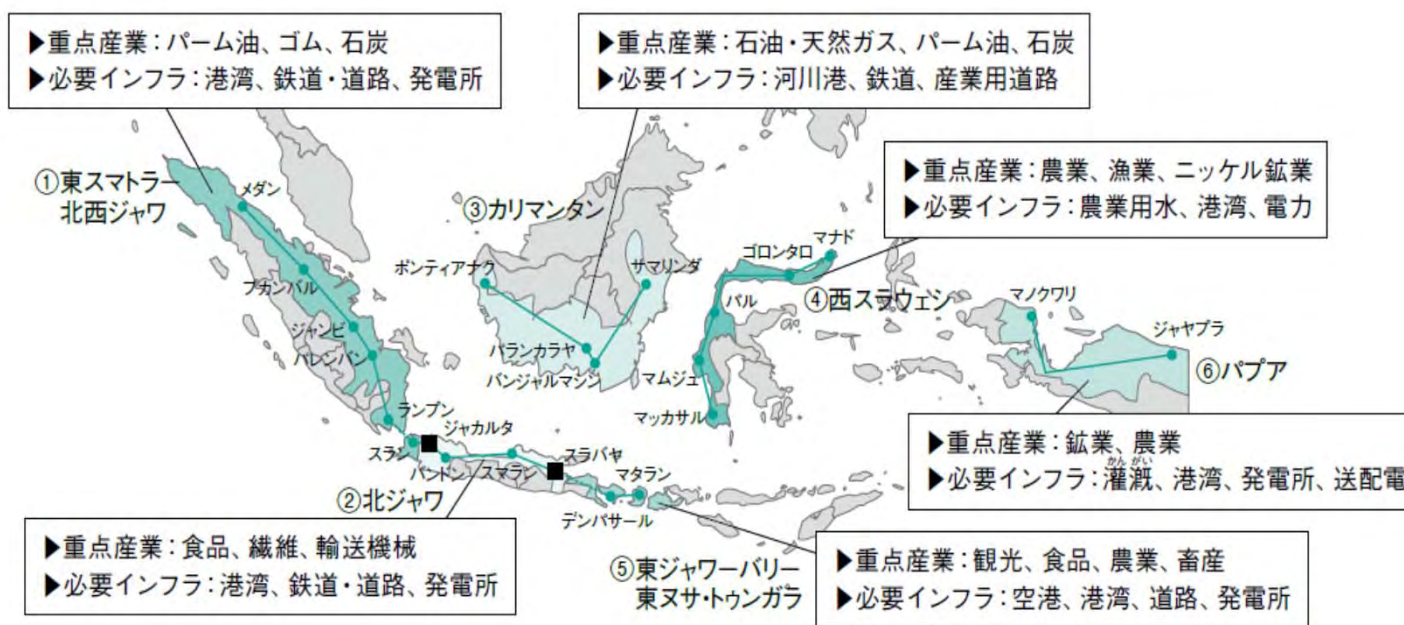 ▶重点産業：パーム油、ゴム、石炭
▶必要インフラ：港湾、鉄道・道路、発電所
▶重点産業：石油・天然ガス、パーム油、石炭
▶必要インフラ：河川港、鉄道、産業用道路
①東スマトラー
北西ジャワ
メダン
プカンバル
ジャンビ
パレンバン
ランプン
スラン
③カリマンタン
ポンティアナク
サマリンダ
パランカラヤ
バンジャルマシン
▶重点産業：農業、漁業、ニッケル鉱業
▶必要インフラ：農業用水、港湾、電力
ゴロンタロ
マナド
パル
④西スラウェシ
マムジュ
マッカサル
マノクワリ
ジャヤプラ
⑥パプア
▶重点産業：鉱業、農業
かんがい
▶必要インフラ：灌漑、港湾、発電所、送配電
ジャカルタ
バンドン
スマラン
スラバヤ
②北ジャワ
マタラン
デンパサール
▶重点産業：食品、繊維、輸送機械
▶必要インフラ：港湾、鉄道・道路、発電所
⑤東ジャワーバリー
東ヌサ・トゥンガラ
▶重点産業：観光、食品、農業、畜産
▶必要インフラ：空港、港湾、道路、発電所